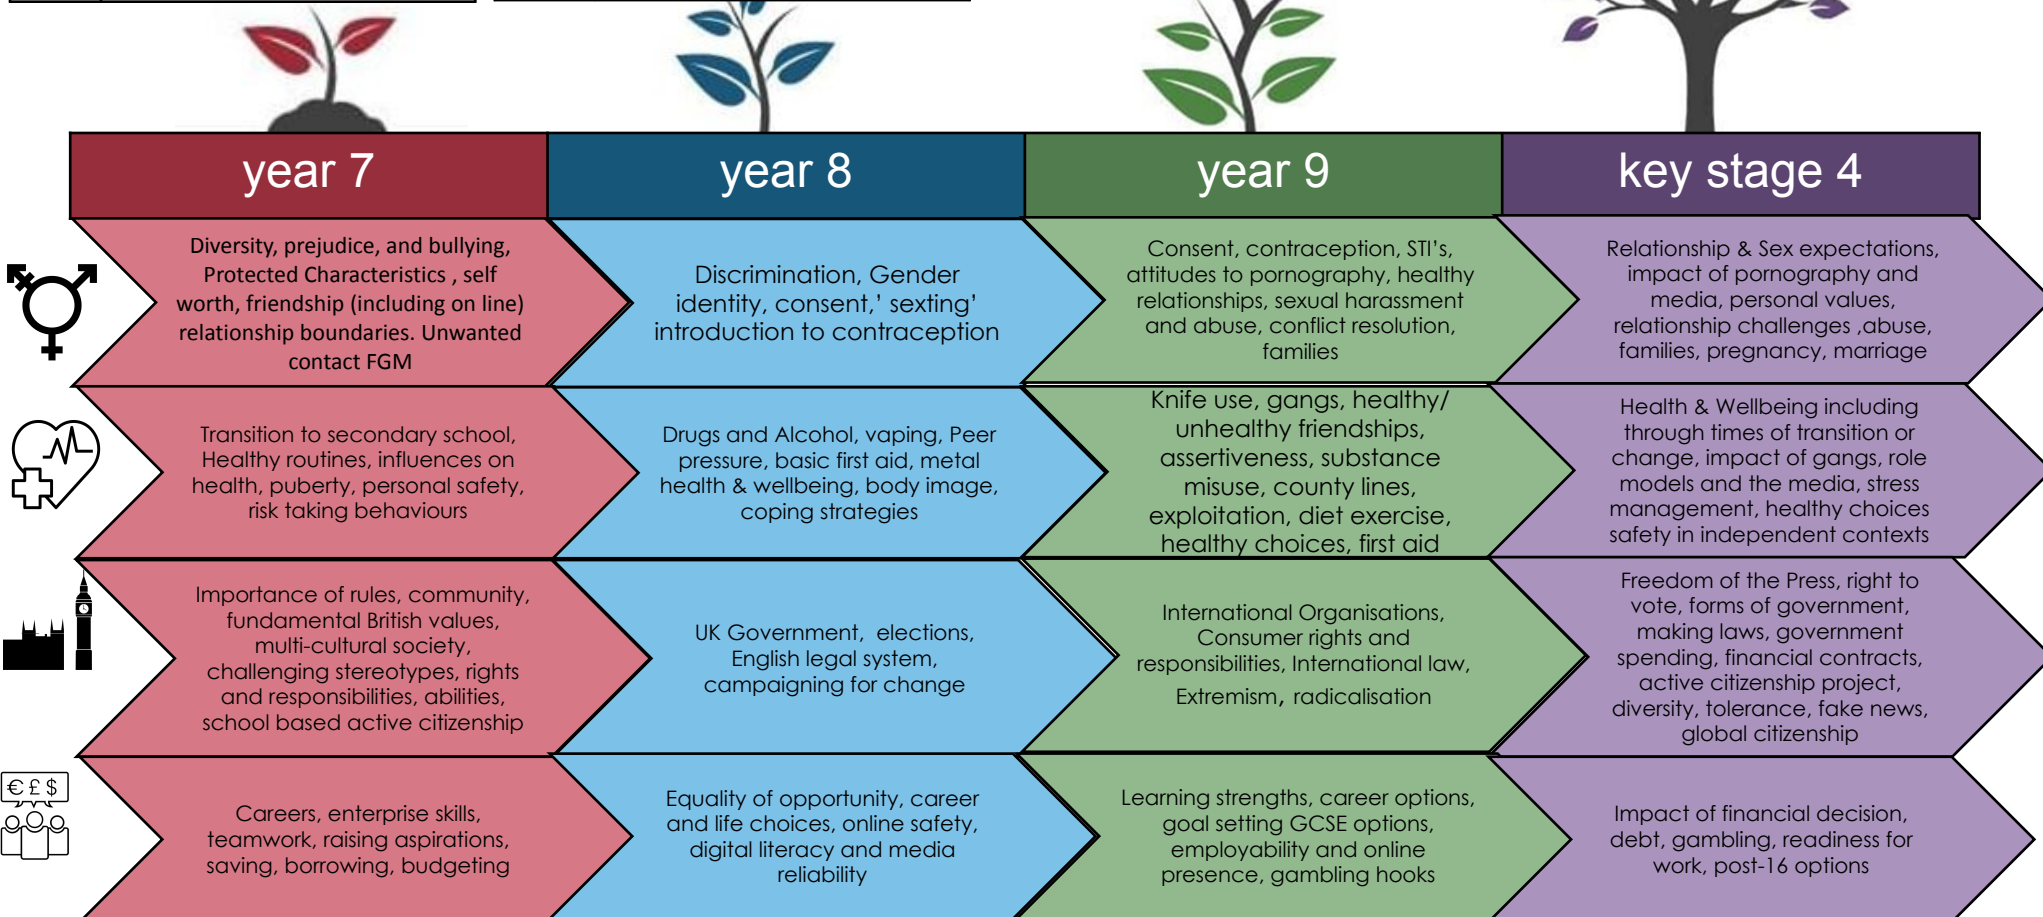 year 7
year 8
year 9
key stage 4
Diversity, prejudice, and bullying,
Protected Characteristics , self
worth, friendship (including on line)
relationship boundaries. Unwanted
contact FGM
Discrimination, Gender
identity, consent,' sexting'
introduction to contraception
Consent, contraception, STI's,
attitudes to pornography, healthy
relationships, sexual harassment
and abuse, conflict resolution,
families
Relationship & Sex expectations,
impact of pornography and
media, personal values,
relationship challenges ,abuse,
families, pregnancy, marriage
Transition to secondary school,
Healthy routines, influences on
health, puberty, personal safety,
risk taking behaviours
Drugs and Alcohol, vaping, Peer
pressure, basic first aid, metal
health & wellbeing, body image,
coping strategies
Knife use, gangs, healthy/
unhealthy friendships,
assertiveness, substance
misuse, county lines,
exploitation, diet exercise,
healthy choices, first aid
Health & Wellbeing including
through times of transition or
change, impact of gangs, role
models and the media, stress
management, healthy choices
safety in independent contexts
Importance of rules, community,
fundamental British values,
multi-cultural society,
challenging stereotypes, rights
and responsibilities, abilities,
school based active citizenship
UK Government,  elections,
English legal system,
campaigning for change
International Organisations,
Consumer rights and
responsibilities, International law,
Extremism, radicalisation
Freedom of the Press, right to
vote, forms of government,
making laws, government
spending, financial contracts,
active citizenship project,
diversity, tolerance, fake news,
global citizenship
€ £ $
Careers, enterprise skills,
teamwork, raising aspirations,
saving, borrowing, budgeting
Equality of opportunity, career
and life choices, online safety,
digital literacy and media
reliability
Learning strengths, career options,
goal setting GCSE options,
employability and online
presence, gambling hooks
Impact of financial decision,
debt, gambling, readiness for
work, post-16 options